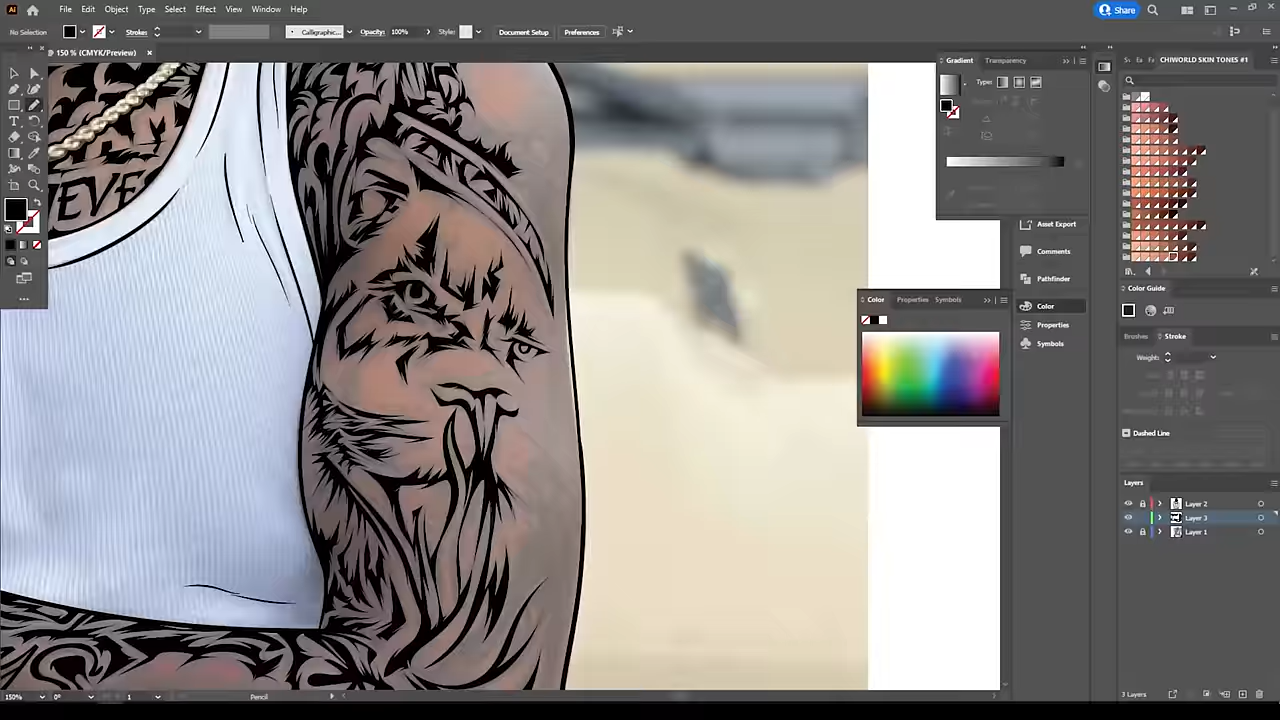 Ai File Edit Object Type Select Effect View Window Help Share
No Selection Stroke: Calligraphic... Opacity: 100% Style: Document Setup Preferences
@ 150 % (CMYK/Preview) ×
Gradient Transparency
CHIWORLD SKIN TONES #1
Type:
EVE
Asset Export
Comments
Pathfinder
Color Guide
Color Properties Symbols
Color
Properties
Symbols
Brushes Stroke
Weight:
Dashed Line
Layers
Layer 2
Layer 3
Layer 1
150% 0° 1 Pencil
3 Layers